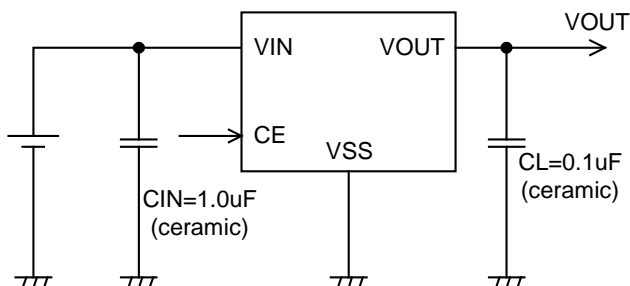 VOUT
VIN
VOUT
CE
VSS
CIN=1.0uF
(ceramic)
CL=0.1uF
(ceramic)